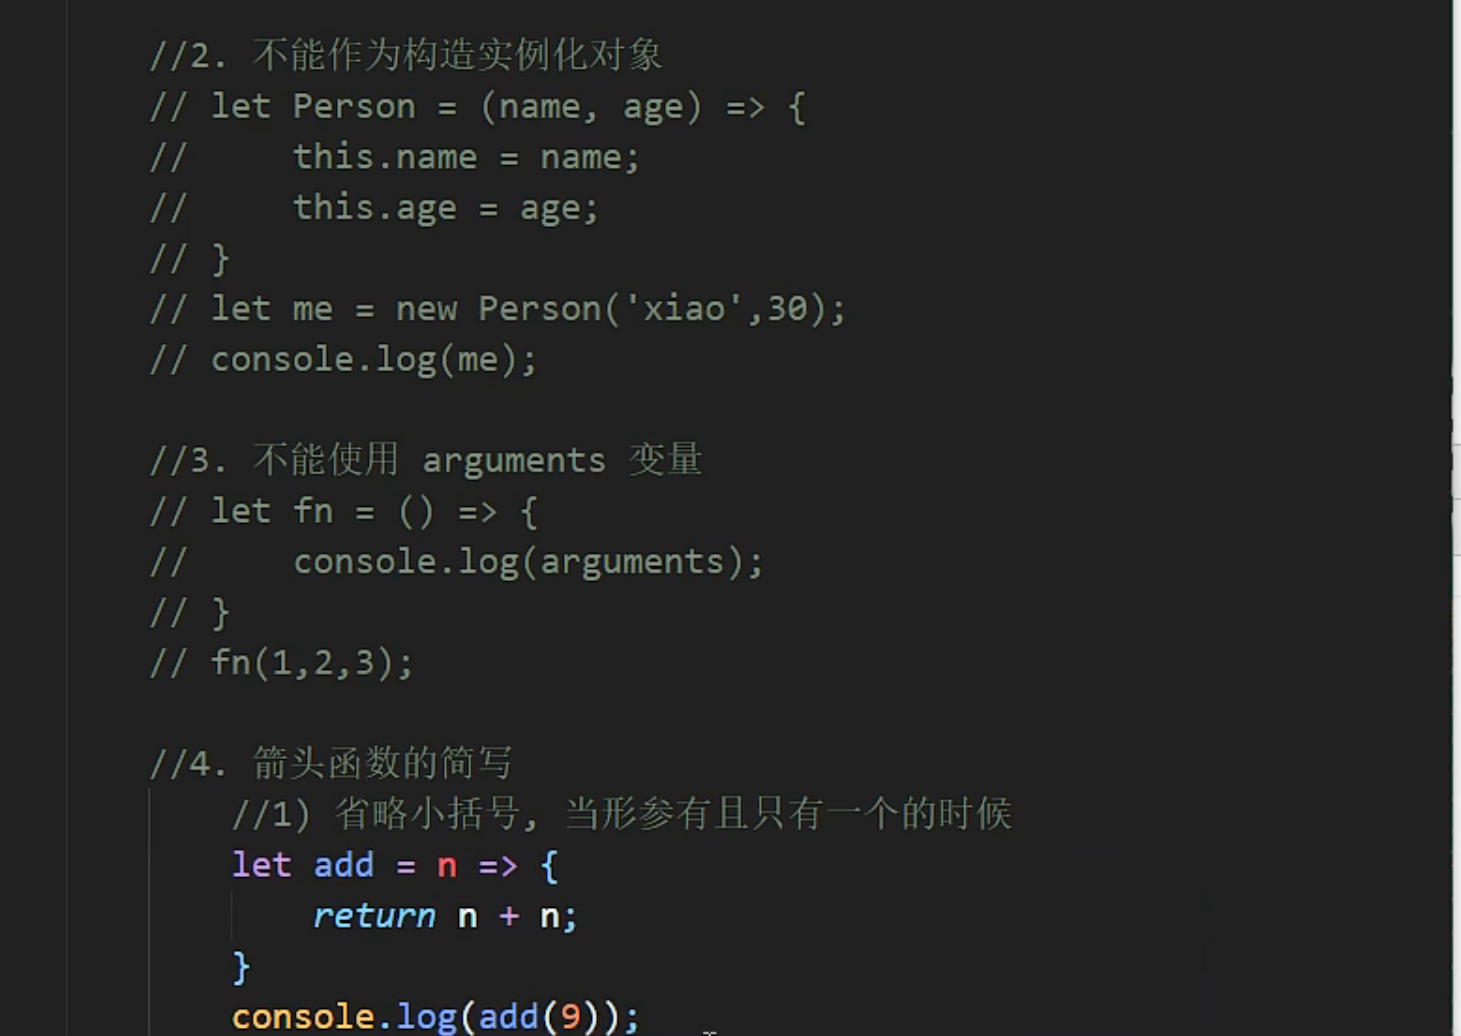 //2. 不能作为构造实例化对象
// let Person = (name, age) => {
//     this.name = name;
//     this.age = age;
// }
// let me = new Person('xiao',30);
// console.log(me);
//3. 不能使用 arguments 变量
// let fn = () => {
//     console.log(arguments);
// }
// fn(1,2,3);
//4. 箭头函数的简写
//1) 省略小括号, 当形参有且只有一个的时候
let add = n => {
return n + n;
}
console.log(add(9));